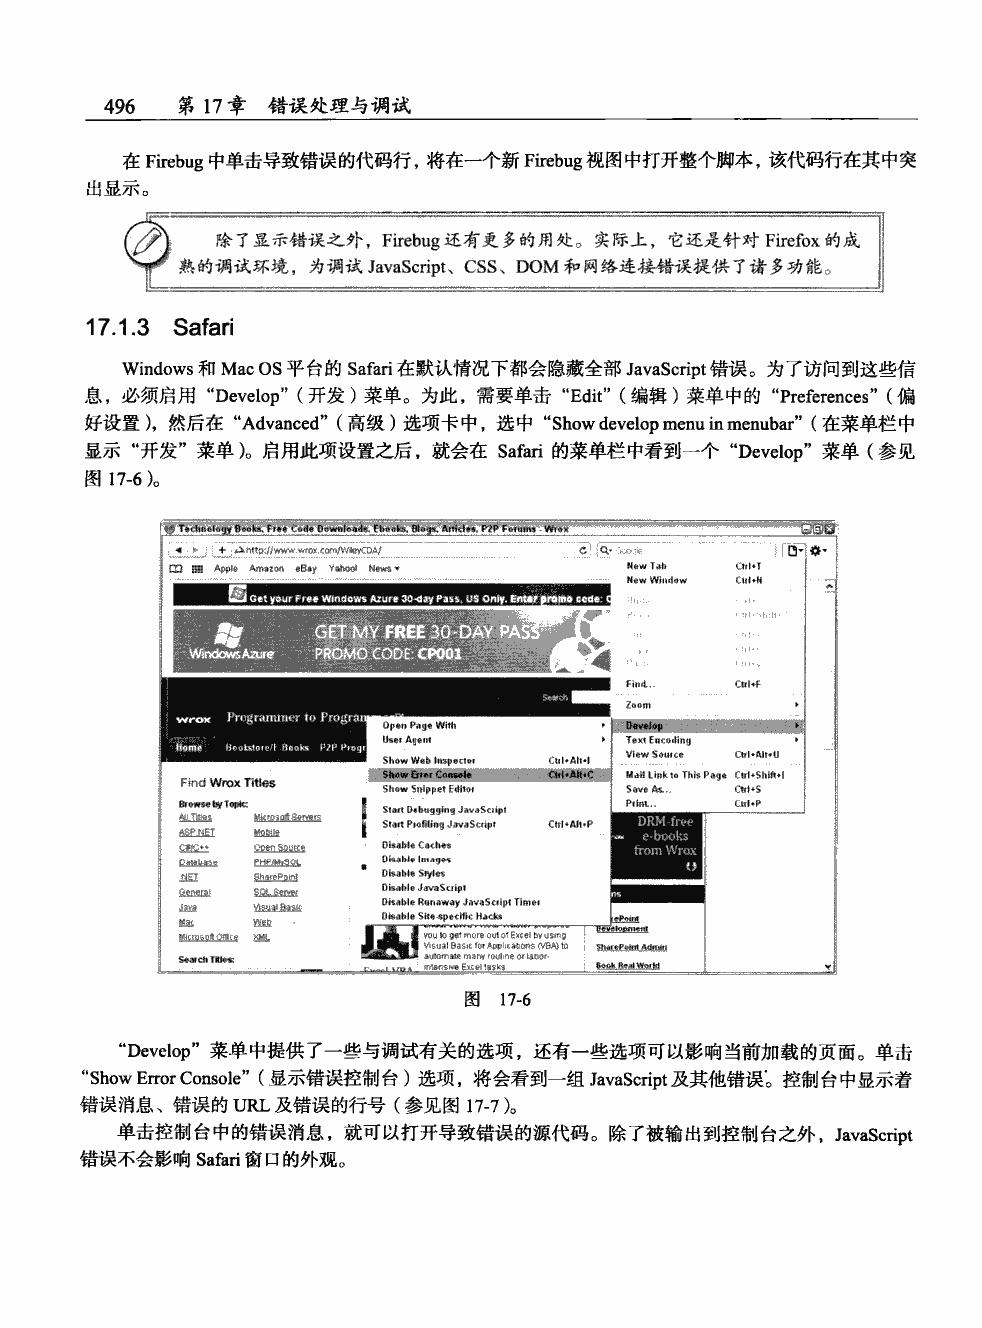 496 第 17 章 错误处理与调试
在 Firebug 中单击导致错误的代码行，将在一个新 Firebug 视图中打开整个脚本，该代码行在其中突
出显示。
除了显示错误之外，Firebug 还有更多的用处。实际上，它还是针对 Firefox 的成
熟的调试环境，为调试 JavaScript、CSS、DOM 和网络连接错误提供了诸多功能。
17.1.3 Safari
Windows 和 Mac OS 平台的 Safari 在默认情况下都会隐藏全部 JavaScript 错误。为了访问到这些信
息，必须启用“Develop”（开发）菜单。为此，需要单击“Edit”（编辑）菜单中的“Preferences”（偏
好设置），然后在“Advanced”（高级）选项卡中，选中“Show develop menu in menubar”（在菜单栏中
显示“开发”菜单）。启用此项设置之后，就会在 Safari 的菜单栏中看到一个“Develop”菜单（参见
图 17-6）。
Technology Books, Free Code Downloads, Ebooks, Blogs, Articles, P2P Forums - Wrox
http://www.wrox.com/WileyCDA/
Google
Apple Amazon eBay Yahoo! News
New Tab Ctrl+T
New Window Ctrl+N
Get your Free Windows Azure 30-day Pass, US Only. Enter promo code: C
GET MY FREE 30-DAY PASS
Windows Azure PROMO CODE: CP001
Find... Ctrl+F
Search
Zoom
wrox Programmer to Programmer
Develop
Text Encoding
View Source Ctrl+Alt+U
Mail Link to This Page Ctrl+Shift+I
Save As... Ctrl+S
Print... Ctrl+P
Home Bookstore/E-Books P2P Progr
Open Page With
User Agent
Show Web Inspector Ctrl+Alt+I
Show Error Console Ctrl+Alt+C
Show Snippet Editor
Start Debugging JavaScript
Start Profiling JavaScript Ctrl+Alt+P
Disable Caches
Disable Images
Disable Styles
Disable JavaScript
Disable Runaway JavaScript Timer
Disable Site-specific Hacks
Find Wrox Titles
Browse by Topic:
All Titles Microsoft Servers
ASP.NET Mobile
C#/C++ Open Source
Database PHP/MySQL
.NET SharePoint
General SQL Server
Java Visual Basic
Mac Web
Microsoft Office XML
Search Titles:
DRM-free
e-books
from Wrox
ns
ePoint
Development
SharePoint Admin
Book Real World
you to get more out of Excel by using
Visual Basic for Applications (VBA) to
automate many routine or labor-
intensive Excel tasks
Excel VBA
图 17-6
“Develop”菜单中提供了一些与调试有关的选项，还有一些选项可以影响当前加载的页面。单击
“Show Error Console”（显示错误控制台）选项，将会看到一组 JavaScript 及其他错误。控制台中显示着
错误消息、错误的 URL 及错误的行号（参见图 17-7）。
单击控制台中的错误消息，就可以打开导致错误的源代码。除了被输出到控制台之外，JavaScript
错误不会影响 Safari 窗口的外观。